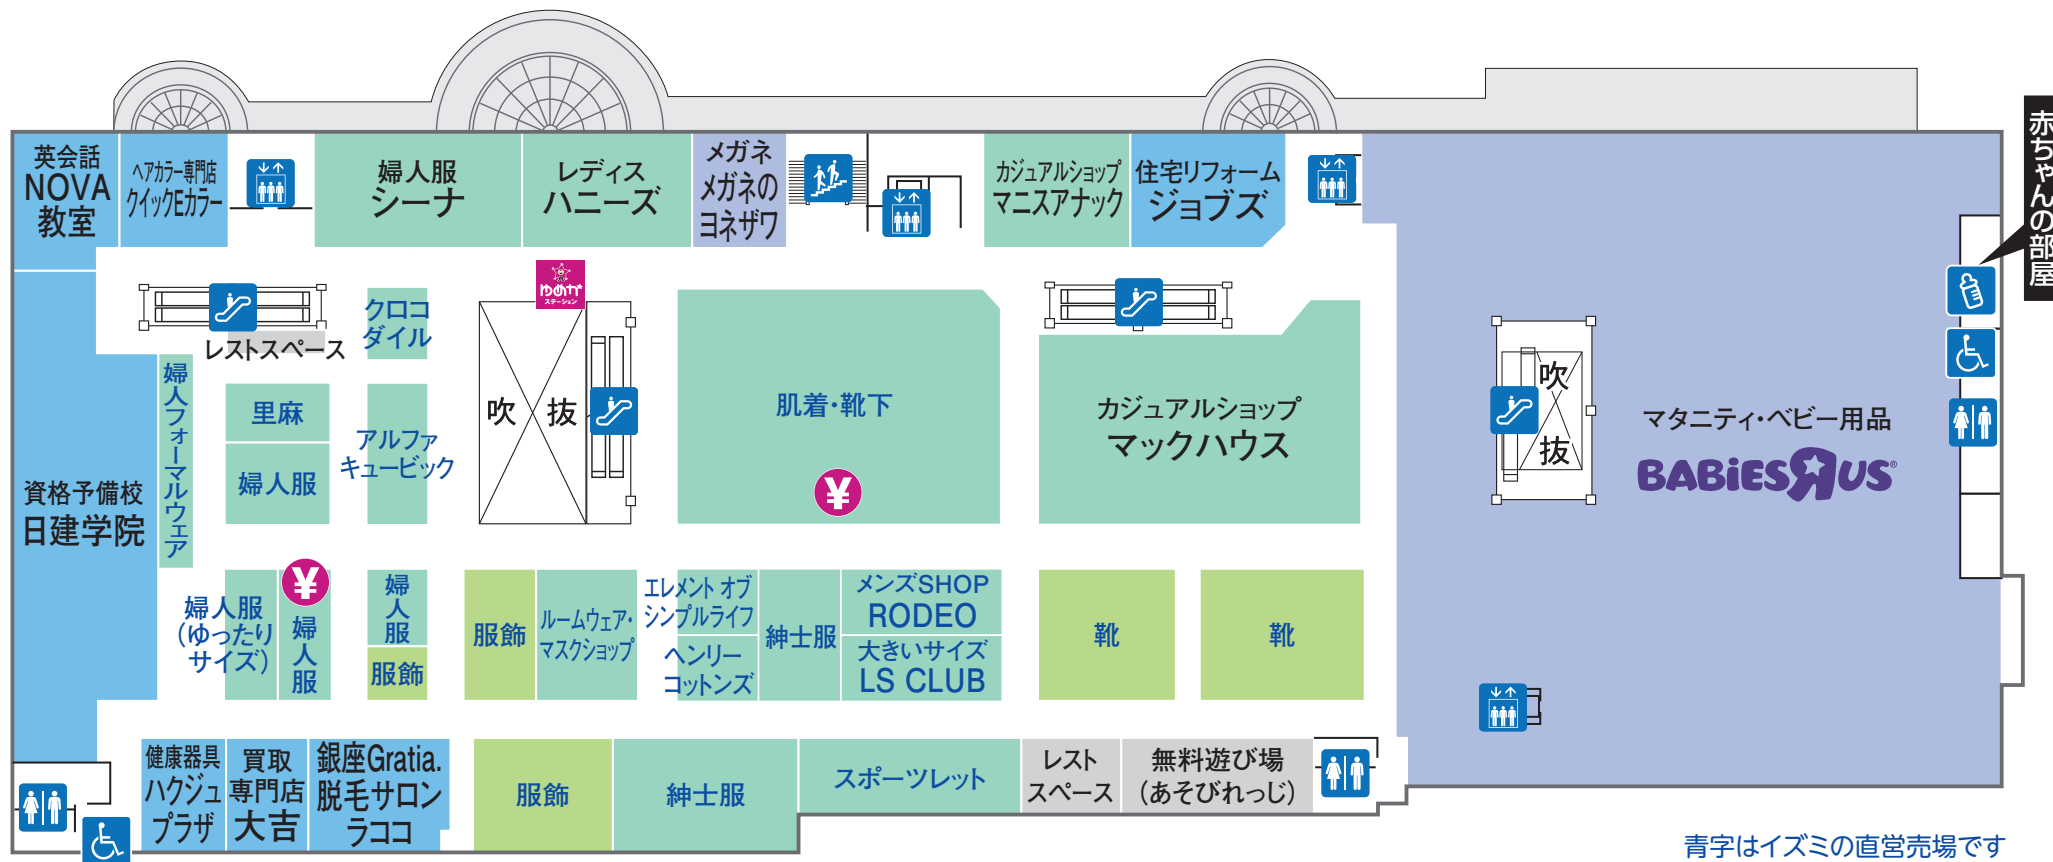 英会話
NOVA
教室
ヘアカラー専門店
クイックEカラー
婦人服
シーナ
レディス
ハニーズ
メガネ
メガネの
ヨネザワ
カジュアルショップ
マニスアナック
住宅リフォーム
ジョブズ
赤ちゃんの部屋
レストスペース
クロコ
ダイル
ゆめか
ステーション
吹抜
肌着・靴下
¥
カジュアルショップ
マックハウス
吹抜
マタニティ・ベビー用品
BABiESRUS®
資格予備校
日建学院
婦人フォーマルウェア
里麻
婦人服
アルファ
キュービック
婦人服
(ゆったり
サイズ)
¥
婦人服
婦人服
服飾
服飾
ルームウェア・
マスクショップ
エレメント オブ
シンプルライフ
ヘンリー
コットンズ
紳士服
メンズSHOP
RODEO
大きいサイズ
LS CLUB
靴
靴
健康器具
ハクジュ
プラザ
買取
専門店
大吉
銀座Gratia.
脱毛サロン
ラココ
服飾
紳士服
スポーツレット
レスト
スペース
無料遊び場
(あそびれっじ)
青字はイズミの直営売場です